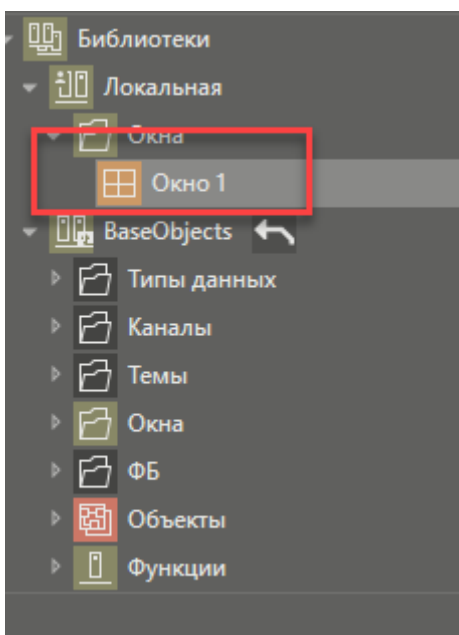 Библиотеки
Локальная
Окна
Окно 1
BaseObjects
Типы данных
Каналы
Темы
Окна
ФБ
Объекты
Функции